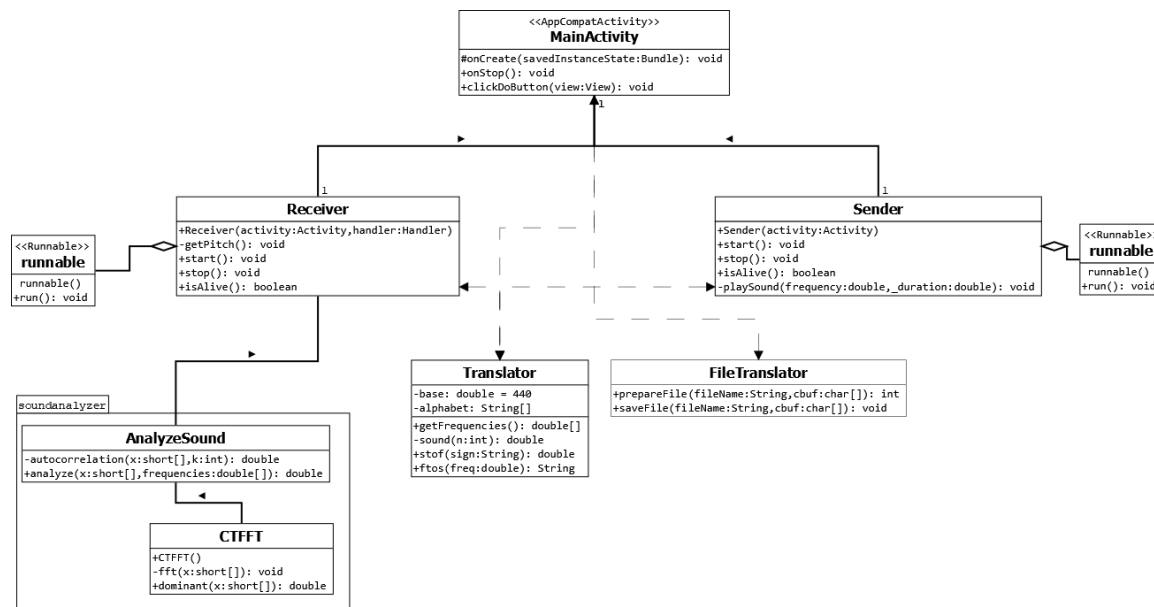 <<AppCompatActivity>>
MainActivity
#onCreate(savedInstanceState:Bundle): void
+onStop(): void
+clickDoButton(view:View): void
1
1
1
Receiver
+Receiver(activity:Activity,handler:Handler)
-getPitch(): void
+start(): void
+stop(): void
+isAlive(): boolean
Sender
+Sender(activity:Activity)
+start(): void
+stop(): void
+isAlive(): boolean
-playSound(frequency:double,_duration:double): void
<<Runnable>>
runnable
runnable()
+run(): void
<<Runnable>
runnable
runnable()
+run(): void
Translator
-base: double = 440
-alphabet: String[]
+getFrequencies(): double[]
-sound(n:int): double
+stof(sign:String): double
+ftos(freq:double): String
FileTranslator
+prepareFile(fileName:String,cbuf:char[]): int
+saveFile(fileName:String,cbuf:char[]): void
soundanalyzer
AnalyzeSound
-autocorrelation(x:short[],k:int): double
+analyze(x:short[],frequencies:double[]): double
CTFFT
+CTFFT()
-fft(x:short[]): void
+dominant(x:short[]): double